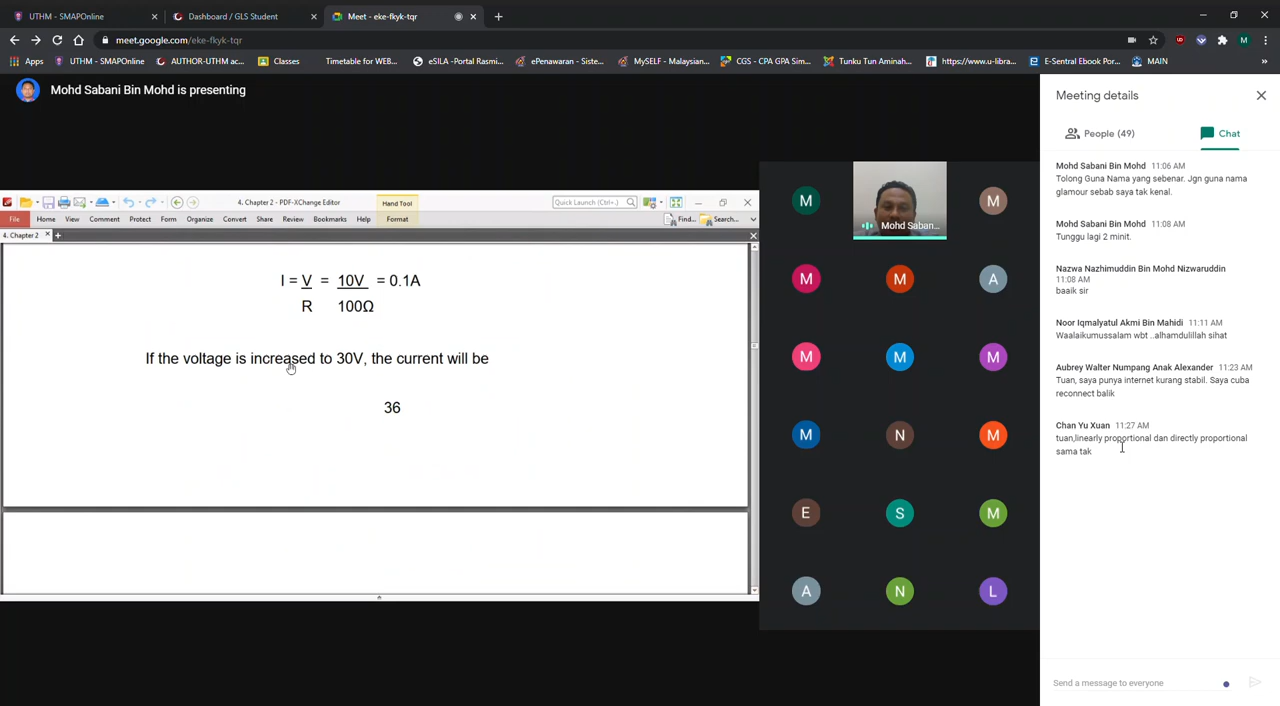 UTHM - SMAPOnline
Dashboard / GLS Student
Meet - eke-fkyk-tqr
meet.google.com/eke-fkyk-tqr
M
Apps
UTHM - SMAPOnline
AUTHOR-UTHM ac...
Classes
Timetable for WEB...
eSILA -Portal Rasmi...
ePenawaran - Siste...
MySELF - Malaysian...
CGS - CPA GPA Sim...
Tunku Tun Aminah...
https://www.u-libra...
E-Sentral Ebook Por...
MAIN
»
Mohd Sabani Bin Mohd is presenting
4. Chapter 2 - PDF-XChange Editor
Hand Tool
Quick Launch (Ctrl+.)
File
Home
View
Comment
Protect
Form
Organize
Convert
Share
Review
Bookmarks
Help
Format
Find...
Search...
4. Chapter 2
I = V = 10V = 0.1A
R 100Ω
If the voltage is increased to 30V, the current will be
36
M
Mohd Saban...
M
M
M
A
M
M
M
M
N
M
E
S
M
A
N
L
Meeting details
People (49)
Chat
Mohd Sabani Bin Mohd 11:06 AM
Tolong Guna Nama yang sebenar. Jgn guna nama
glamour sebab saya tak kenal.
Mohd Sabani Bin Mohd 11:08 AM
Tunggu lagi 2 minit.
Nazwa Nazhimuddin Bin Mohd Nizwaruddin
11:08 AM
baaik sir
Noor Iqmalyatul Akmi Bin Mahidi 11:11 AM
Waalaikumussalam wbt ..alhamdulillah sihat
Aubrey Walter Numpang Anak Alexander 11:23 AM
Tuan, saya punya internet kurang stabil. Saya cuba
reconnect balik
Chan Yu Xuan 11:27 AM
tuan,linearly proportional dan directly proportional
sama tak
Send a message to everyone